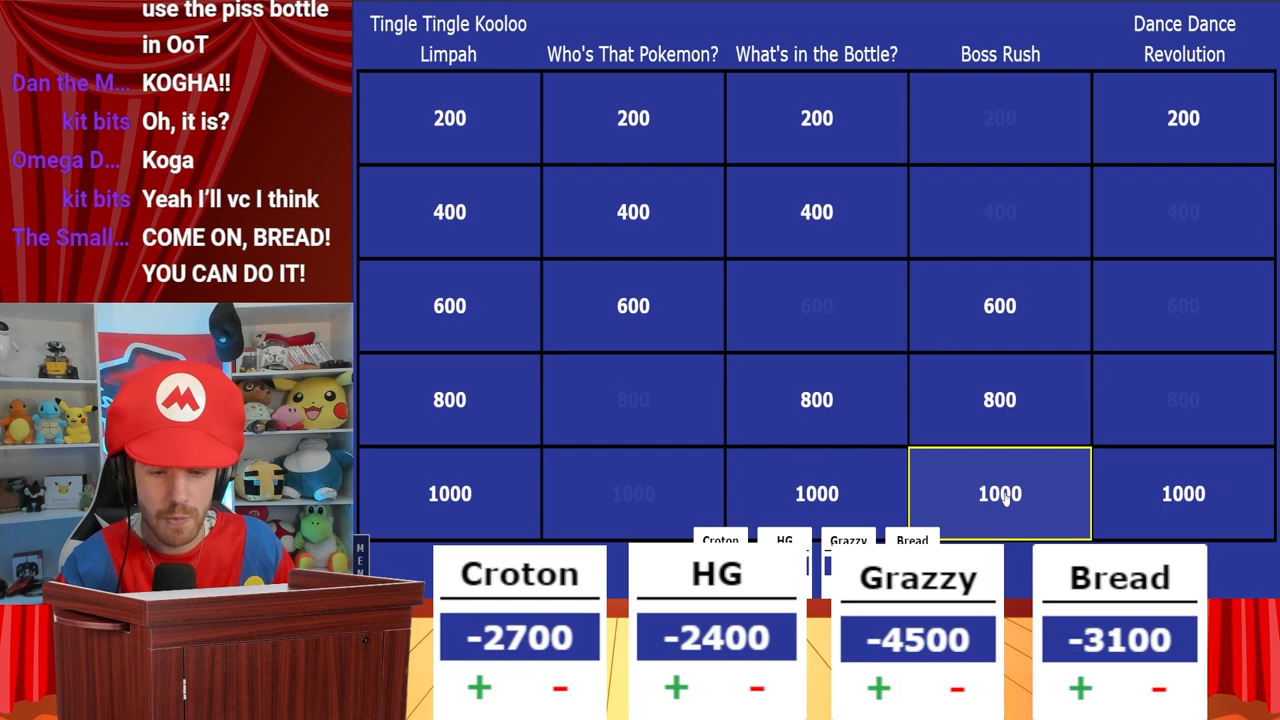 use the piss bottle
in OoT
Dan the M... KOGHA!!
kit bits Oh, it is?
Omega D... Koga
kit bits Yeah I'll vc I think
The Small... COME ON, BREAD!
YOU CAN DO IT!
Tingle Tingle Kooloo
Limpah
Who's That Pokemon?
What's in the Bottle?
Boss Rush
Dance Dance
Revolution
200 200 200 200 200
400 400 400 400 400
600 600 600 600 600
800 800 800 800 800
1000 1000 1000 1000 1000
Croton HG Grazzy Bread
M
E
N
Croton HG Grazzy Bread
-2700 -2400 -4500 -3100
+ - + - + - + -